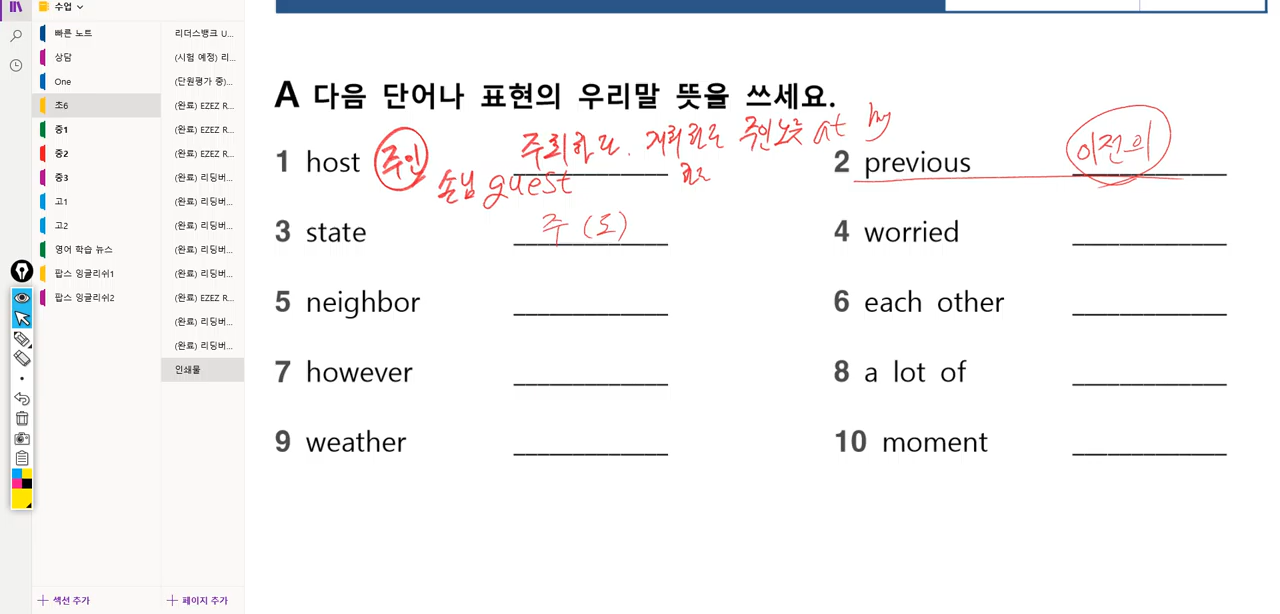 수업
빠른 노트
상담
One
초6
중1
중2
중3
고1
고2
영어 학습 뉴스
팝스 잉글리쉬1
팝스 잉글리쉬2
섹션 추가
리더스뱅크 U...
(시험 예정) 리...
(단원평가 중)...
(완료) EZEZ R...
(완료) EZEZ R...
(완료) EZEZ R...
(완료) 리딩버...
(완료) 리딩버...
(완료) 리딩버...
(완료) 리딩버...
(완료) 리딩버...
(완료) EZEZ R...
(완료) 리딩버...
(완료) 리딩버...
인쇄물
페이지 추가
A 다음 단어나 표현의 우리말 뜻을 쓰세요.
주최하다. 주인 at by
1 host 주인
손님 guest
2 previous 이전의
3 state 주 (도)
4 worried
5 neighbor
6 each other
7 however
8 a lot of
9 weather
10 moment